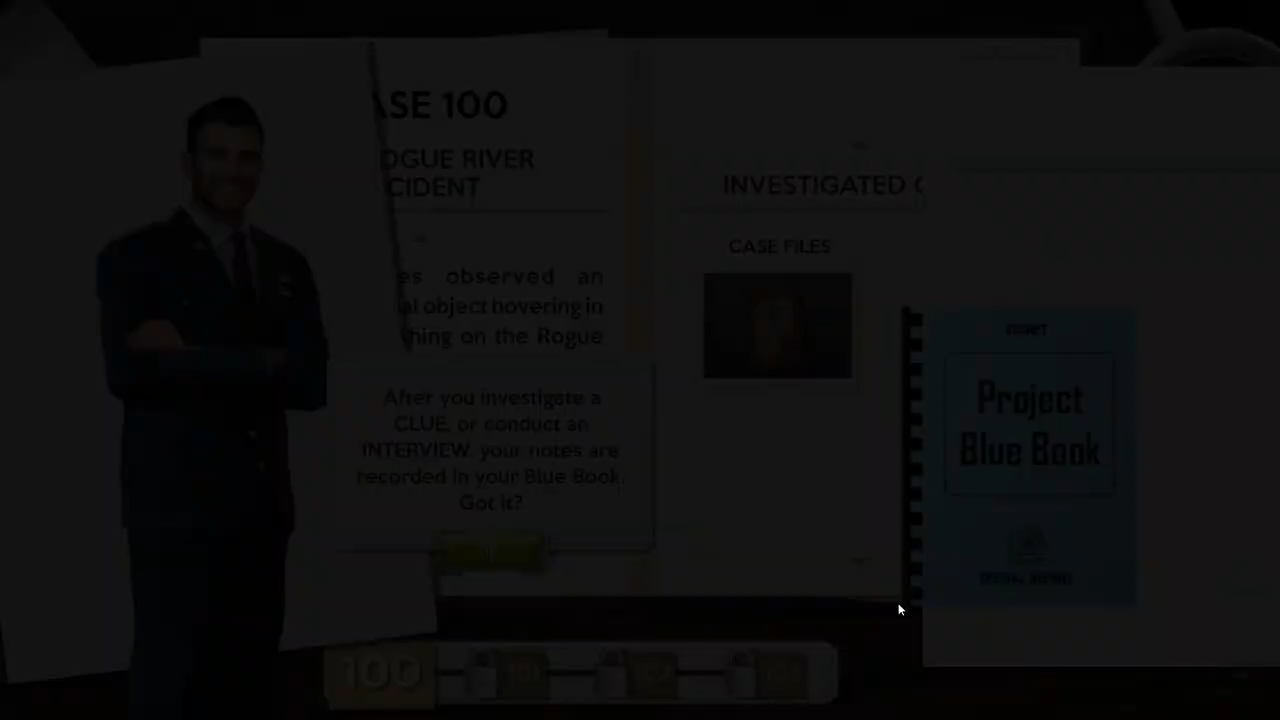 ASE 100
OGUE RIVER
CIDENT
es observed an
al object hovering in
hing on the Rogue
After you investigate a
CLUE, or conduct an
INTERVIEW, your notes are
recorded in your Blue Book.
Got it?
INVESTIGATED
CASE FILES
Project
Blue Book
SPECIAL REPORT
100